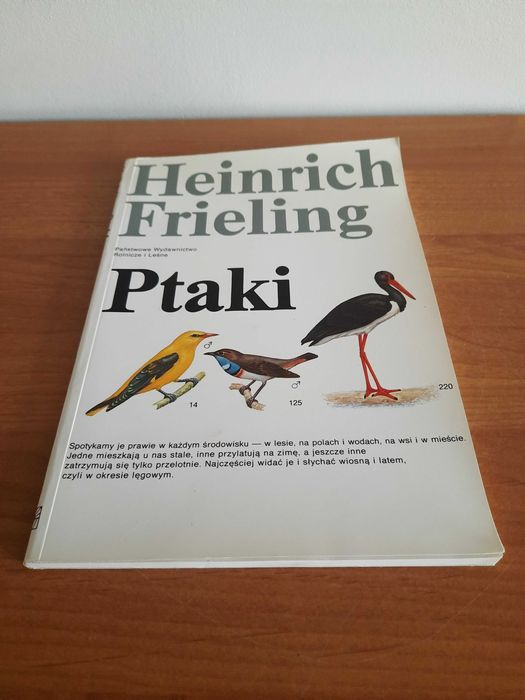 Heinrich
Frieling
Państwowe Wydawnictwo
Rolnicze i Leśne
Ptaki
♂
♂
14
125
220
Spotykamy je prawie w każdym środowisku — w lesie, na polach i wodach, na wsi i w mieście.
Jedne mieszkają u nas stale, inne przylatują na zimę, a jeszcze inne
zatrzymują się tylko przelotnie. Najczęściej widać je i słychać wiosną i latem,
czyli w okresie lęgowym.